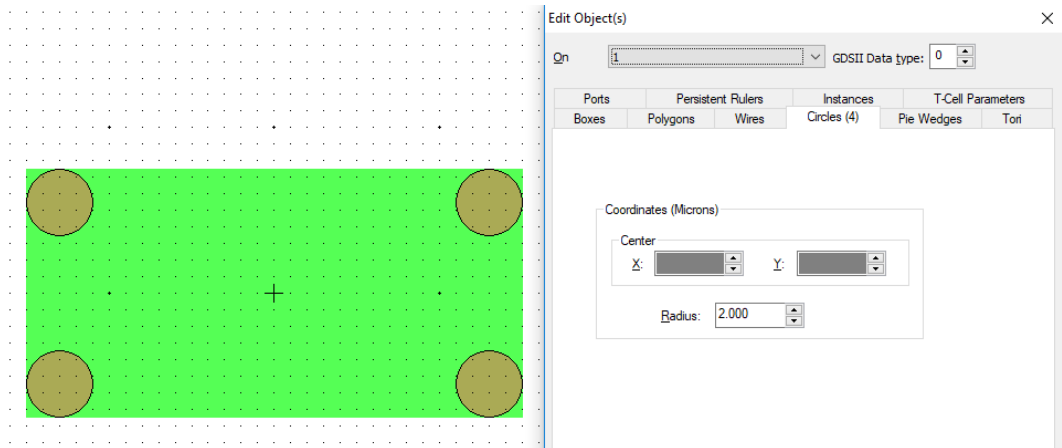 Edit Object(s)
On 1 GDSII Data type: 0
Ports Persistent Rulers Instances T-Cell Parameters
Boxes Polygons Wires Circles (4) Pie Wedges Tori
Coordinates (Microns)
Center
X: Y:
Radius: 2.000